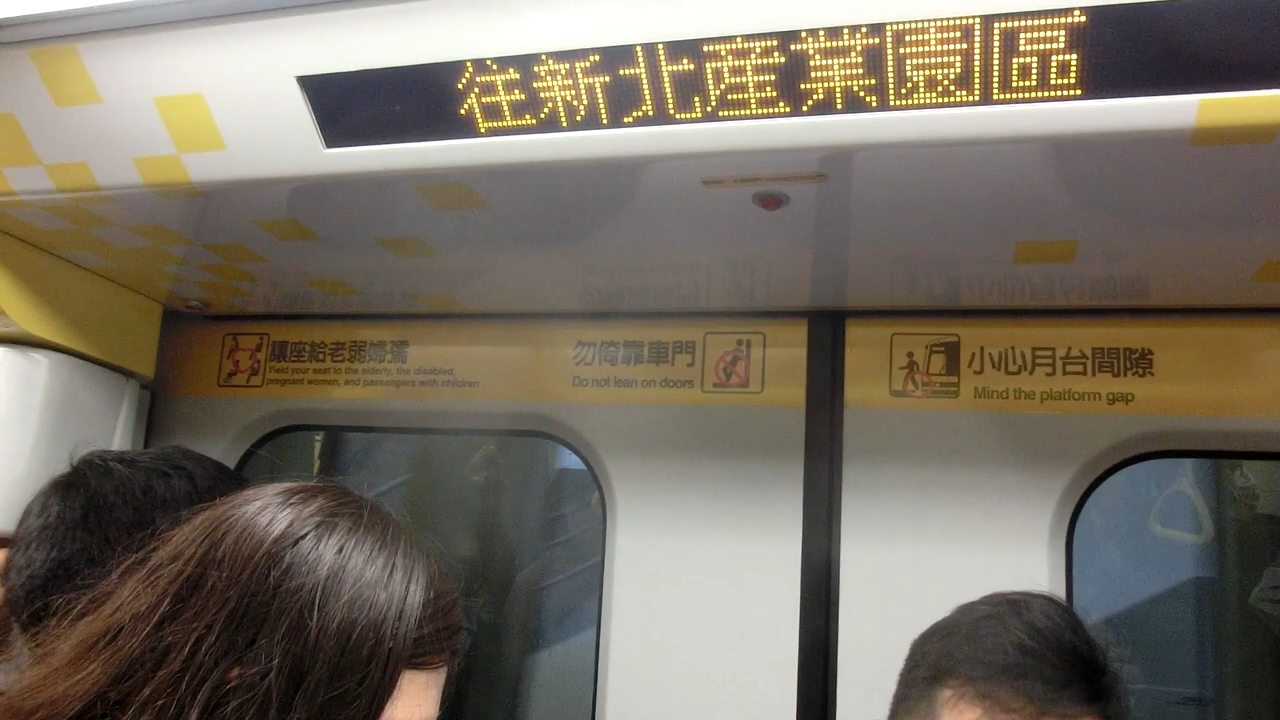 往新北產業園區
讓座給老弱婦孺
Yield your seat to the elderly, the disabled,
pregnant women, and passengers with children
勿倚靠車門
Do not lean on doors
小心月台間隙
Mind the platform gap